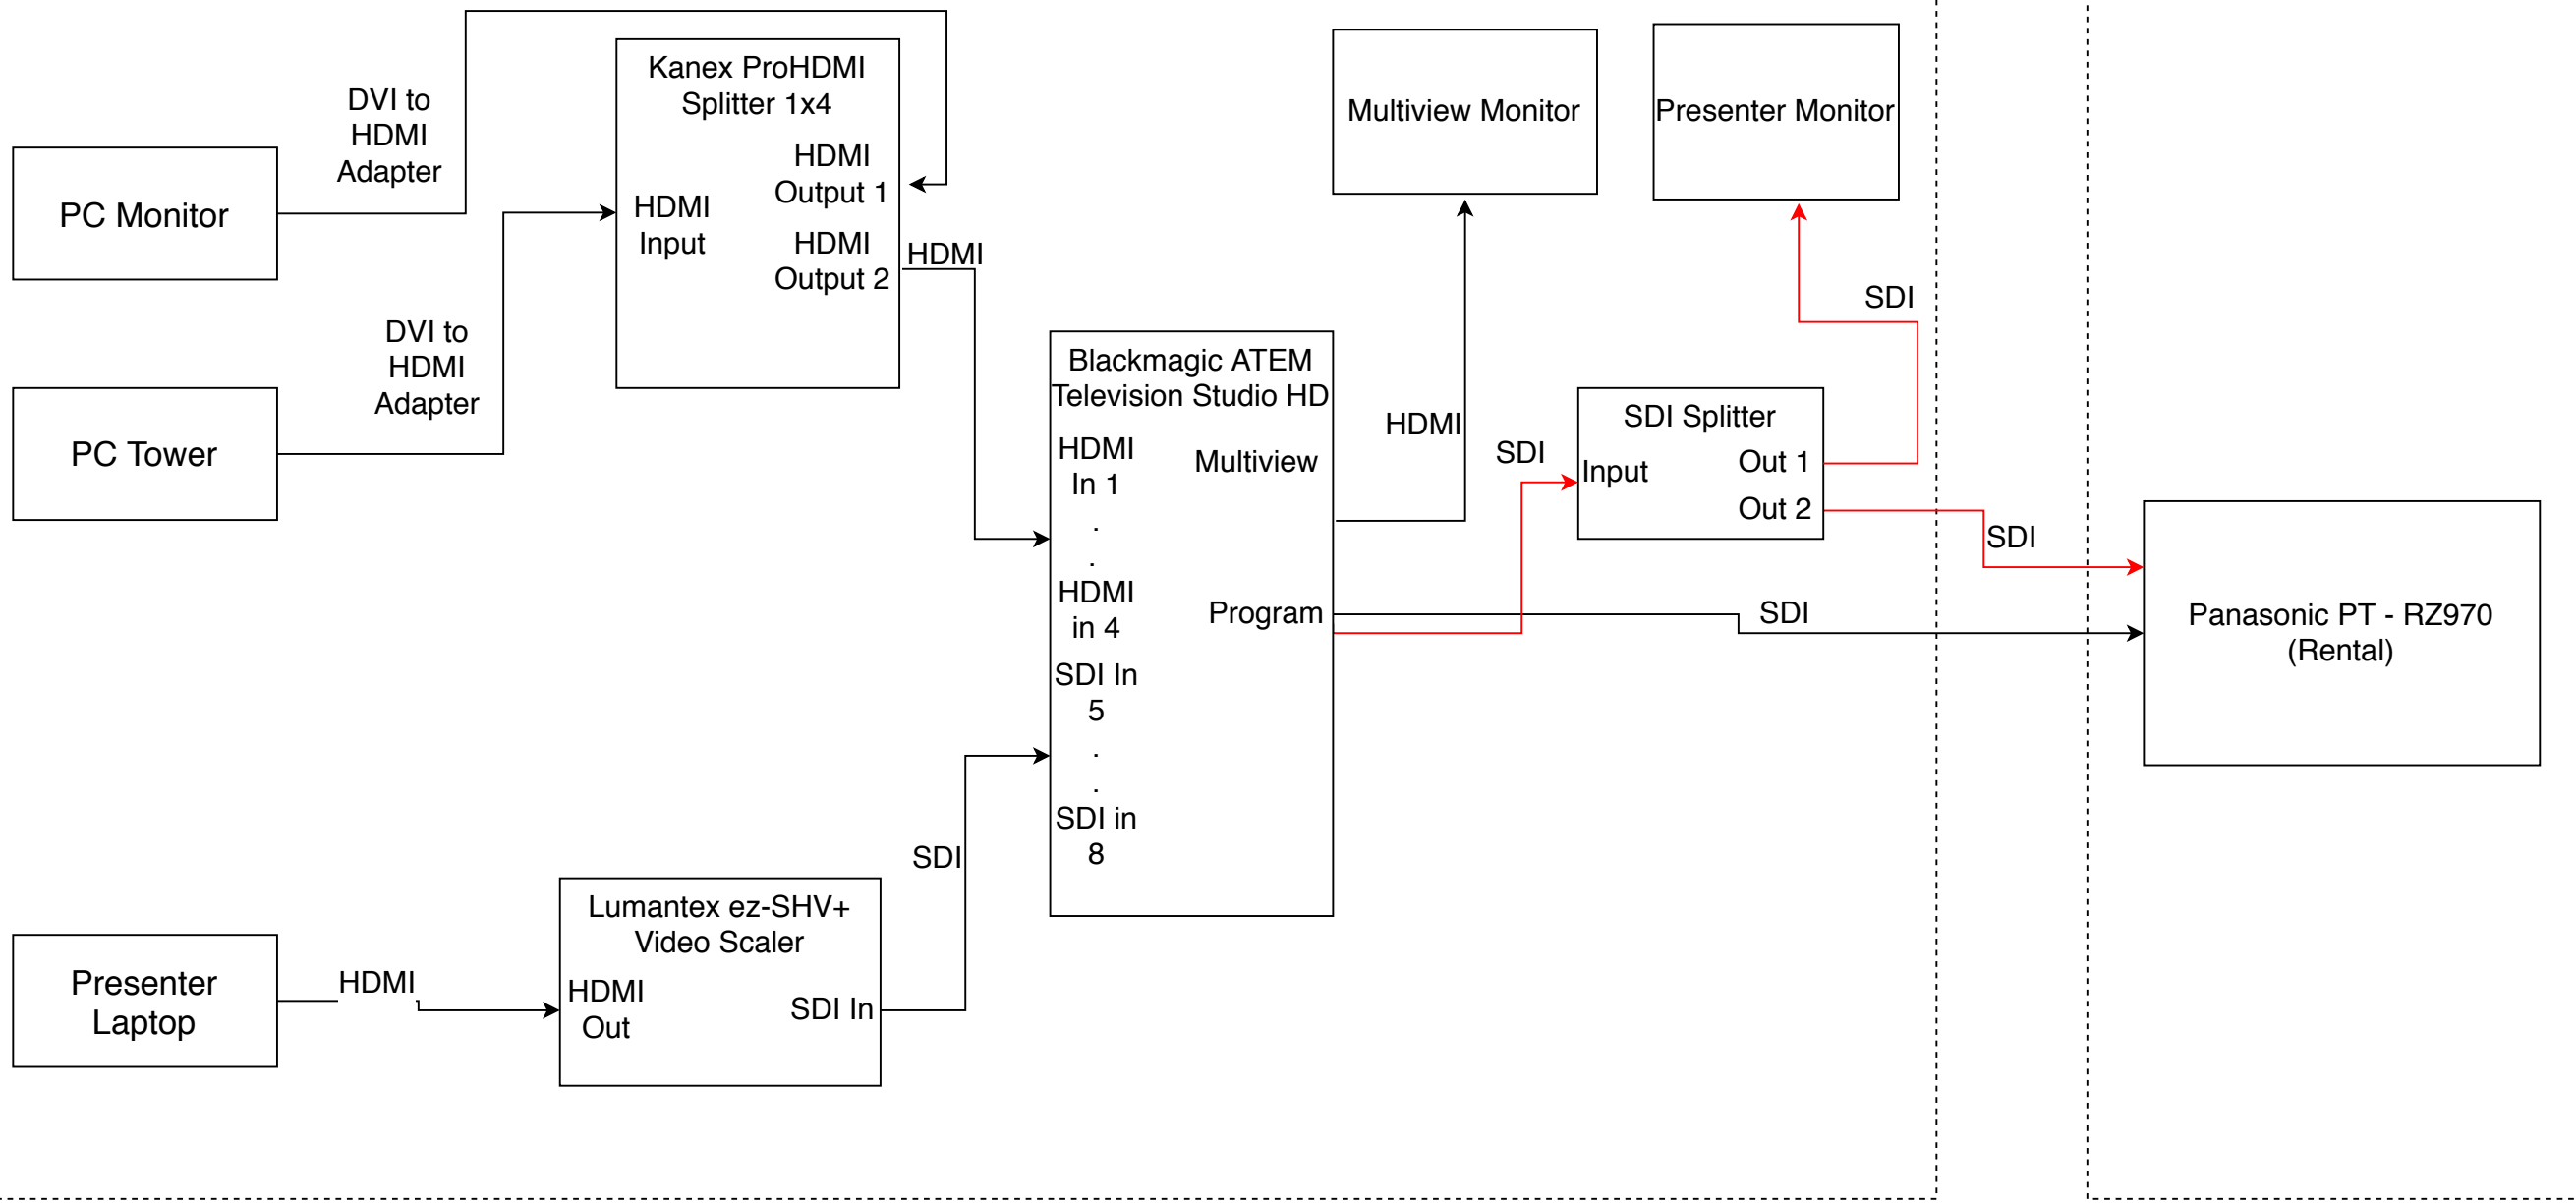 Kanex ProHDMI
Splitter 1x4
HDMI
Output 1
HDMI
Input
HDMI
Output 2
DVI to
HDMI
Adapter
PC Monitor
HDMI
DVI to
HDMI
Adapter
PC Tower
Multiview Monitor
Presenter Monitor
SDI
Blackmagic ATEM
Television Studio HD
HDMI
In 1
.
.
HDMI
in 4
SDI In
5
.
.
SDI in
8
Multiview
Program
HDMI
SDI
SDI Splitter
Input
Out 1
Out 2
SDI
SDI
Panasonic PT - RZ970
(Rental)
SDI
Lumantex ez-SHV+
Video Scaler
HDMI
Out
SDI In
HDMI
Presenter
Laptop